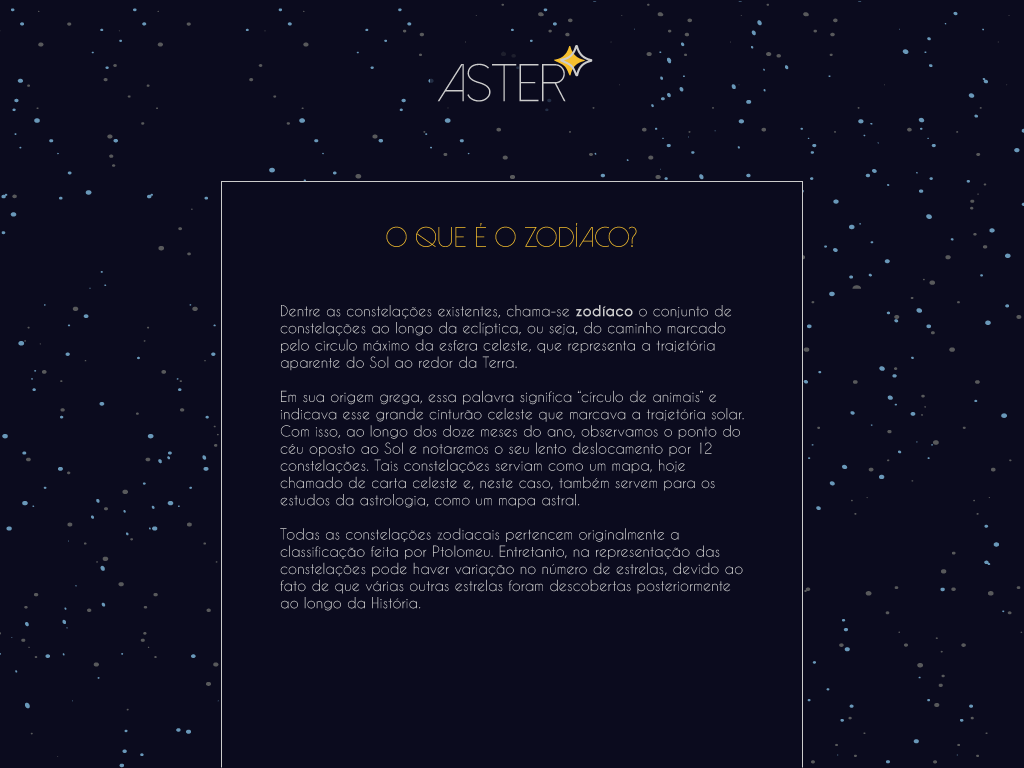 ASTER
O QUE É O ZODÍACO?
Dentre as constelações existentes, chama-se zodíaco o conjunto de
constelações ao longo da eclíptica, ou seja, do caminho marcado
pelo circulo máximo da esfera celeste, que representa a trajetória
aparente do Sol ao redor da Terra.
Em sua origem grega, essa palavra significa “círculo de animais” e
indicava esse grande cinturão celeste que marcava a trajetória solar.
Com isso, ao longo dos doze meses do ano, observamos o ponto do
céu oposto ao Sol e notaremos o seu lento deslocamento por 12
constelações. Tais constelações serviam como um mapa, hoje
chamado de carta celeste e, neste caso, também servem para os
estudos da astrologia, como um mapa astral.
Todas as constelações zodiacais pertencem originalmente a
classificação feita por Ptolomeu. Entretanto, na representação das
constelações pode haver variação no número de estrelas, devido ao
fato de que várias outras estrelas foram descobertas posteriormente
ao longo da História.